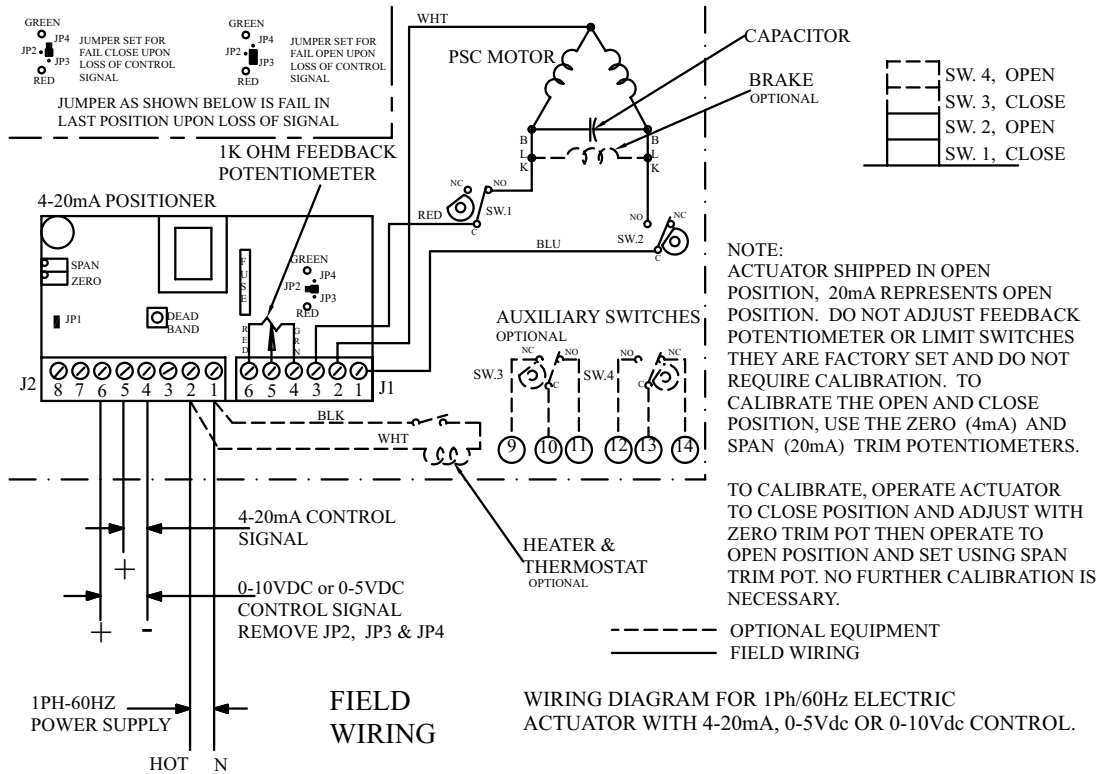 GREEN
JP4
JP2
JP3
RED
JUMPER SET FOR
FAIL CLOSE UPON
LOSS OF CONTROL
SIGNAL
GREEN
JP4
JP2
JP3
RED
JUMPER SET FOR
FAIL OPEN UPON
LOSS OF CONTROL
SIGNAL
JUMPER AS SHOWN BELOW IS FAIL IN
LAST POSITION UPON LOSS OF SIGNAL
WHT
PSC MOTOR
CAPACITOR
BRAKE
OPTIONAL
BLK
BLK
SW. 4, OPEN
SW. 3, CLOSE
SW. 2, OPEN
SW. 1, CLOSE
1K OHM FEEDBACK
POTENTIOMETER
4-20mA POSITIONER
NC
NO
SW.1
C
RED
NO
NC
SW.2
C
BLU
SPAN
ZERO
JP1
DEAD
BAND
FUSE
GREEN
JP4
JP2
JP3
RED
RED
GRN
J2
8 7 6 5 4 3 2 1
6 5 4 3 2 1
J1
BLK
WHT
AUXILIARY SWITCHES
OPTIONAL
NC
NO
SW.3
C
SW.4
NO
NC
C
9 10 11 12 13 14
NOTE:
ACTUATOR SHIPPED IN OPEN
POSITION, 20mA REPRESENTS OPEN
POSITION. DO NOT ADJUST FEEDBACK
POTENTIOMETER OR LIMIT SWITCHES
THEY ARE FACTORY SET AND DO NOT
REQUIRE CALIBRATION. TO
CALIBRATE THE OPEN AND CLOSE
POSITION, USE THE ZERO (4mA) AND
SPAN (20mA) TRIM POTENTIOMETERS.
TO CALIBRATE, OPERATE ACTUATOR
TO CLOSE POSITION AND ADJUST WITH
ZERO TRIM POT THEN OPERATE TO
OPEN POSITION AND SET USING SPAN
TRIM POT. NO FURTHER CALIBRATION IS
NECESSARY.
4-20mA CONTROL
SIGNAL
+
0-10VDC or 0-5VDC
CONTROL SIGNAL
REMOVE JP2, JP3 & JP4
+ -
HEATER &
THERMOSTAT
OPTIONAL
OPTIONAL EQUIPMENT
FIELD WIRING
1PH-60HZ
POWER SUPPLY
HOT N
FIELD
WIRING
WIRING DIAGRAM FOR 1Ph/60Hz ELECTRIC
ACTUATOR WITH 4-20mA, 0-5Vdc OR 0-10Vdc CONTROL.